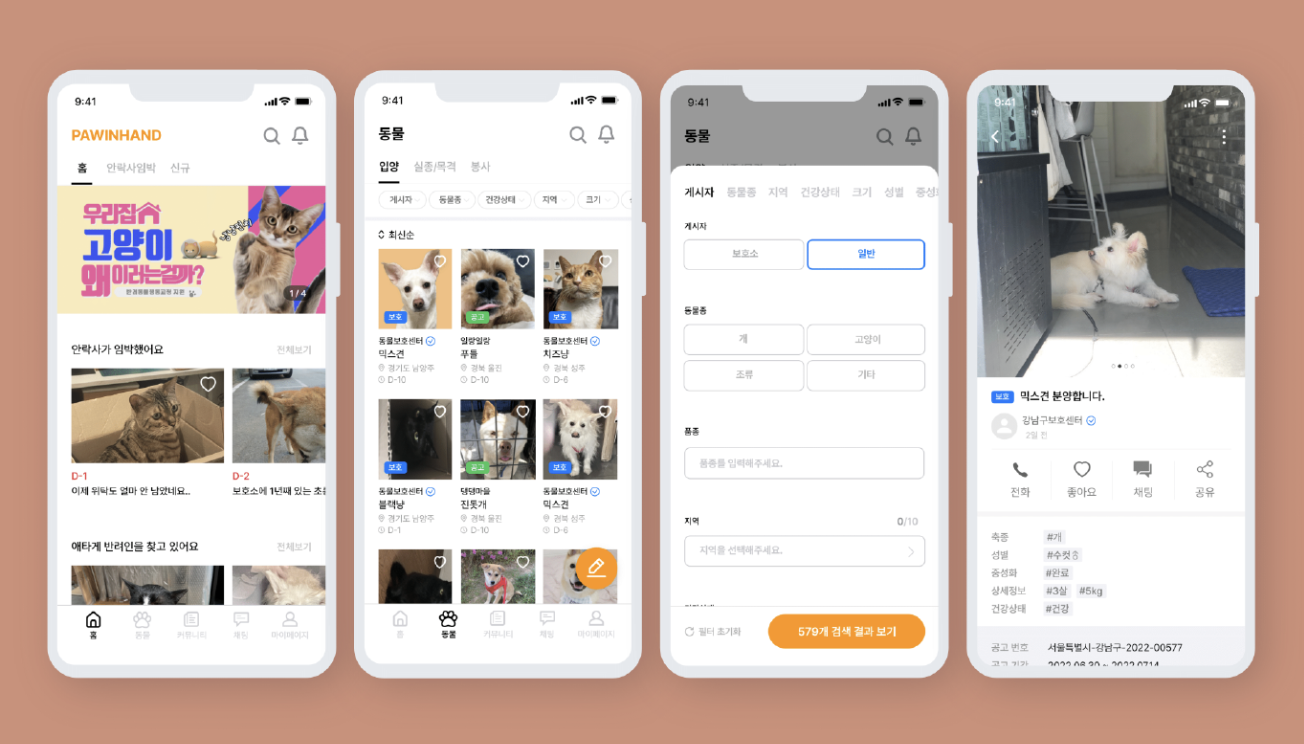 9:41
PAWINHAND
홈 안락사임박 신규
우리집
고양이
왜 이러는걸까?
1/4
안락사가 임박했어요 전체보기
D-1
이제 위탁도 얼마 안 남았네요..
D-2
보호소에 1년째 있는 초
애타게 반려인을 찾고 있어요 전체보기
홈 동물 커뮤니티 채팅 마이페이지
9:41
동물
입양 실종/목격 봉사
게시자 동물종 건강상태 지역 크기
최신순
보호 공고 보호
동물보호센터 알랑말랑 동물보호센터
믹스견 푸들 치즈냥
경기도 남양주 경북 울진 경북 성주
D-10 D-10 D-6
보호 공고 보호
동물보호센터 댕댕마을 동물보호센터
블랙냥 진돗개 믹스견
경기도 남양주 경북 울진 경북 성주
D-1 D-10 D-6
홈 동물 커뮤니티 채팅 마이페이지
9:41
동물
게시자 동물종 지역 건강상태 크기 성별 중성화
게시자
보호소 일반
동물종
개 고양이
조류 기타
품종
품종를 입력해주세요.
지역 0/10
지역를 선택해주세요.
필터 초기화 579개 검색 결과 보기
9:41
보호 믹스견 분양합니다.
강남구보호센터
2일 전
전화 좋아요 채팅 공유
축종 #개
성별 #수컷
중성화 #완료
상세정보 #3살 #5kg
건강상태 #건강
공고 번호 서울특별시-강남구-2022-00577
공고 기간 2022.06.30 ~ 2022.0714